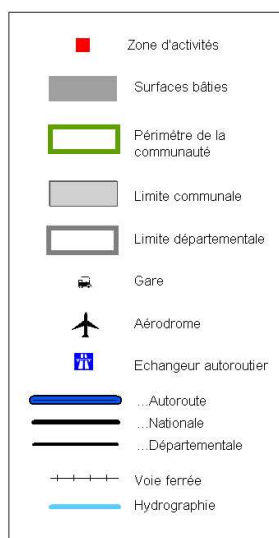 Zone d'activités
Surfaces bâties
Périmètre de la
communauté
Limite communale
Limite départementale
Gare
Aérodrome
Echangeur autoroutier
...Autoroute
...Nationale
...Départementale
Voie ferrée
Hydrographie